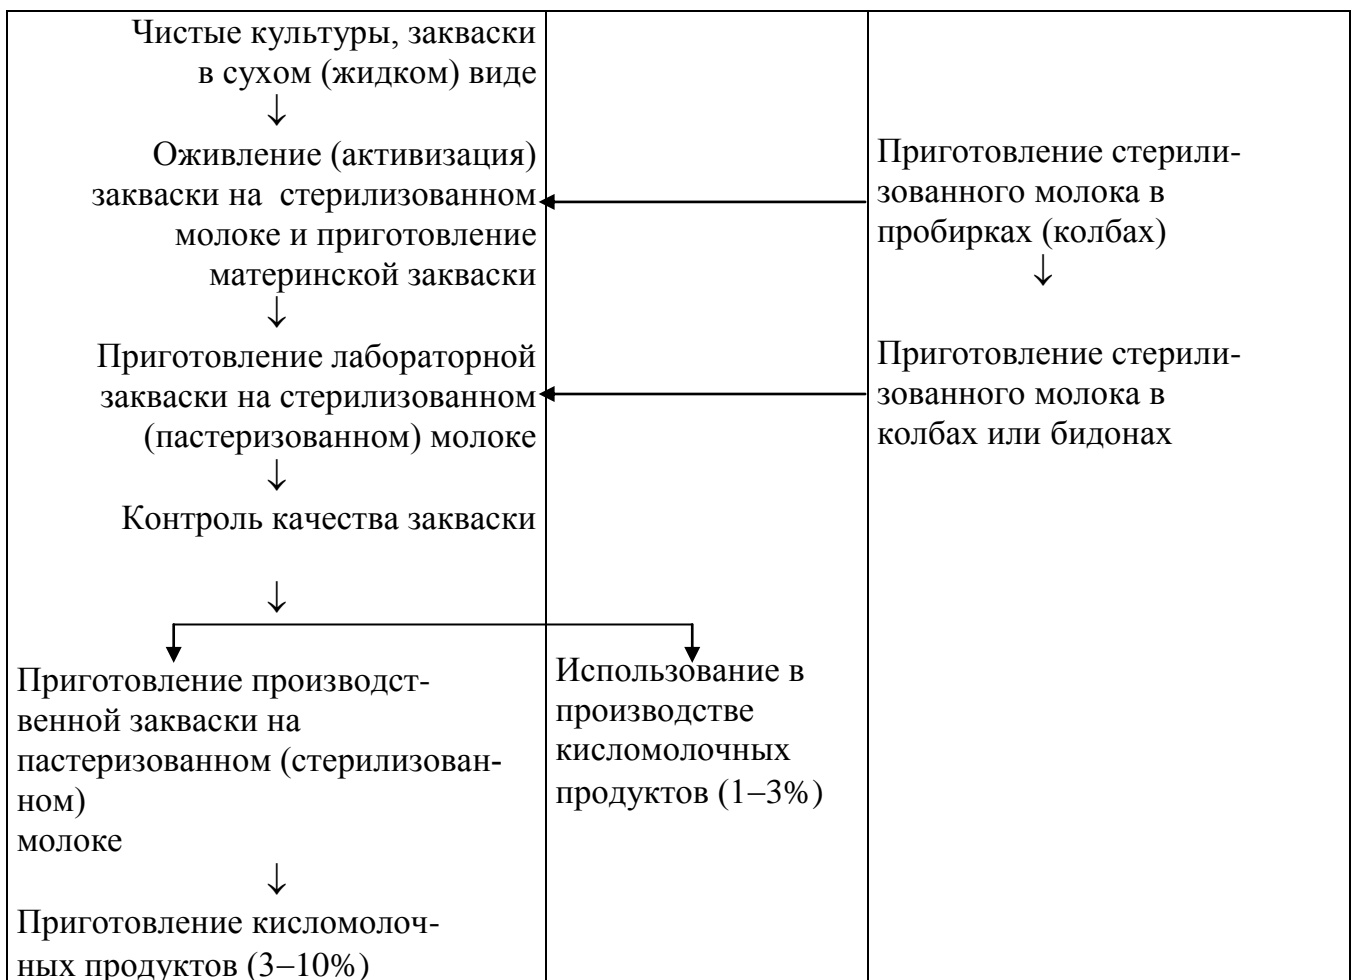 Чистые культуры, закваски
в сухом (жидком) виде
↓
Оживление (активизация)
закваски на стерилизованном
молоке и приготовление
материнской закваски
↓
Приготовление лабораторной
закваски на стерилизованном
(пастеризованном) молоке
↓
Контроль качества закваски
↓
Приготовление производст-
венной закваски на
пастеризованном (стерилизован-
ном)
молоке
↓
Приготовление кисломолоч-
ных продуктов (3–10%)
Использование в
производстве
кисломолочных
продуктов (1–3%)
Приготовление стерили-
зованного молока в
пробирках (колбах)
↓
Приготовление стерили-
зованного молока в
колбах или бидонах